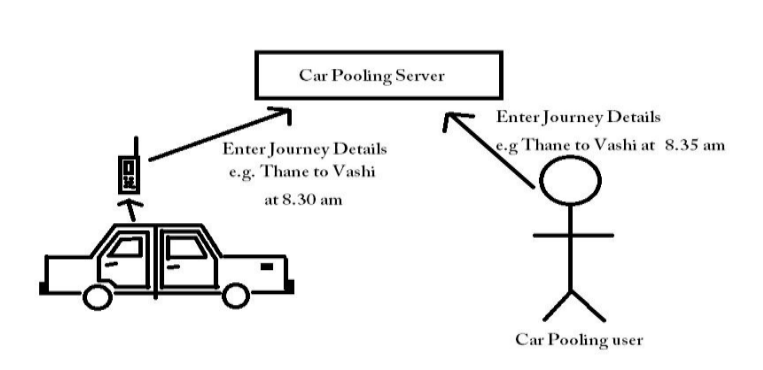 Car Pooling Server
Enter Journey Details
e.g Thane to Vashi at 8.35 am
Enter Journey Details
e.g. Thane to Vashi
at 8.30 am
Car Pooling user